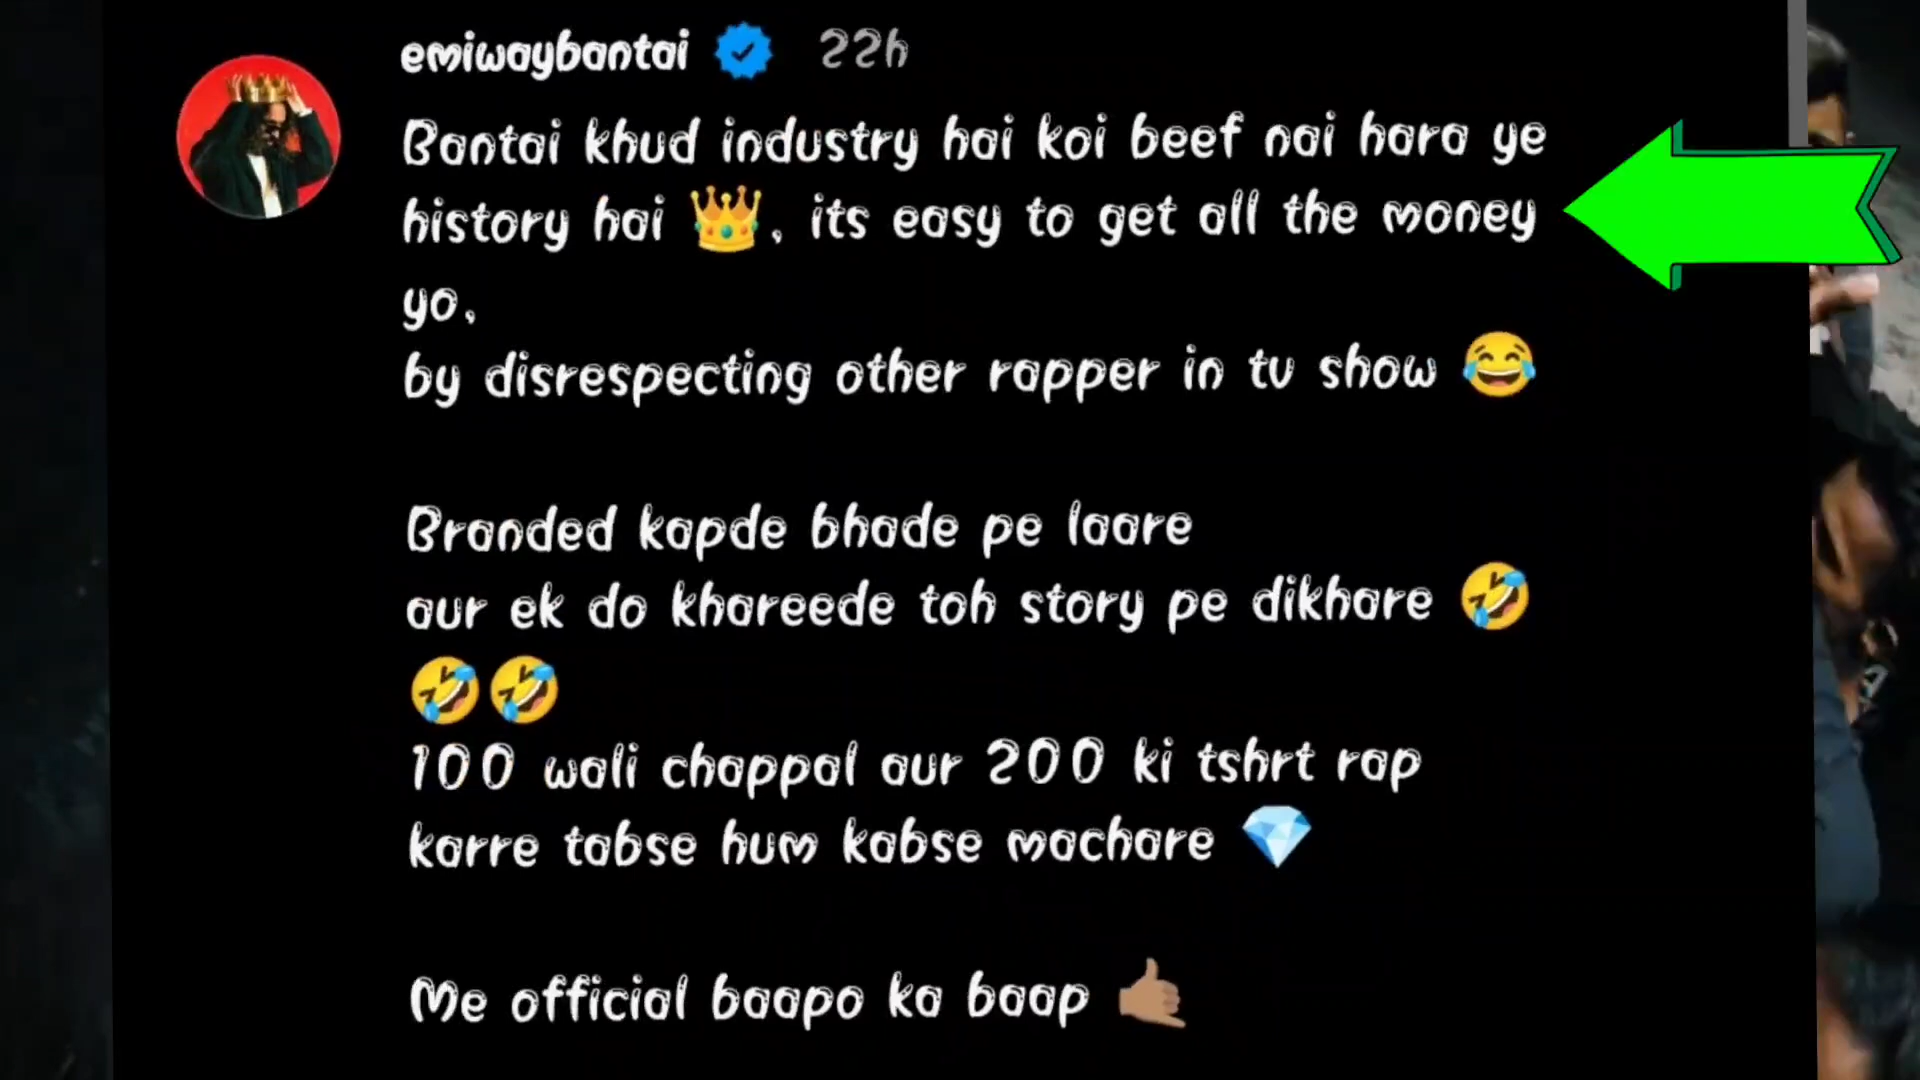 emiwaybantai 22h
Bantai khud industry hai koi beef nai hara ye
history hai 👑, its easy to get all the money
yo,
by disrespecting other rapper in tv show 😂
Branded kapde bhade pe laare
aur ek do khareede toh story pe dikhare 🤣
🤣🤣
100 wali chappal aur 200 ki tshrt rap
karre tabse hum kabse machare 💎
Me official baapo ka baap 🤙🏽